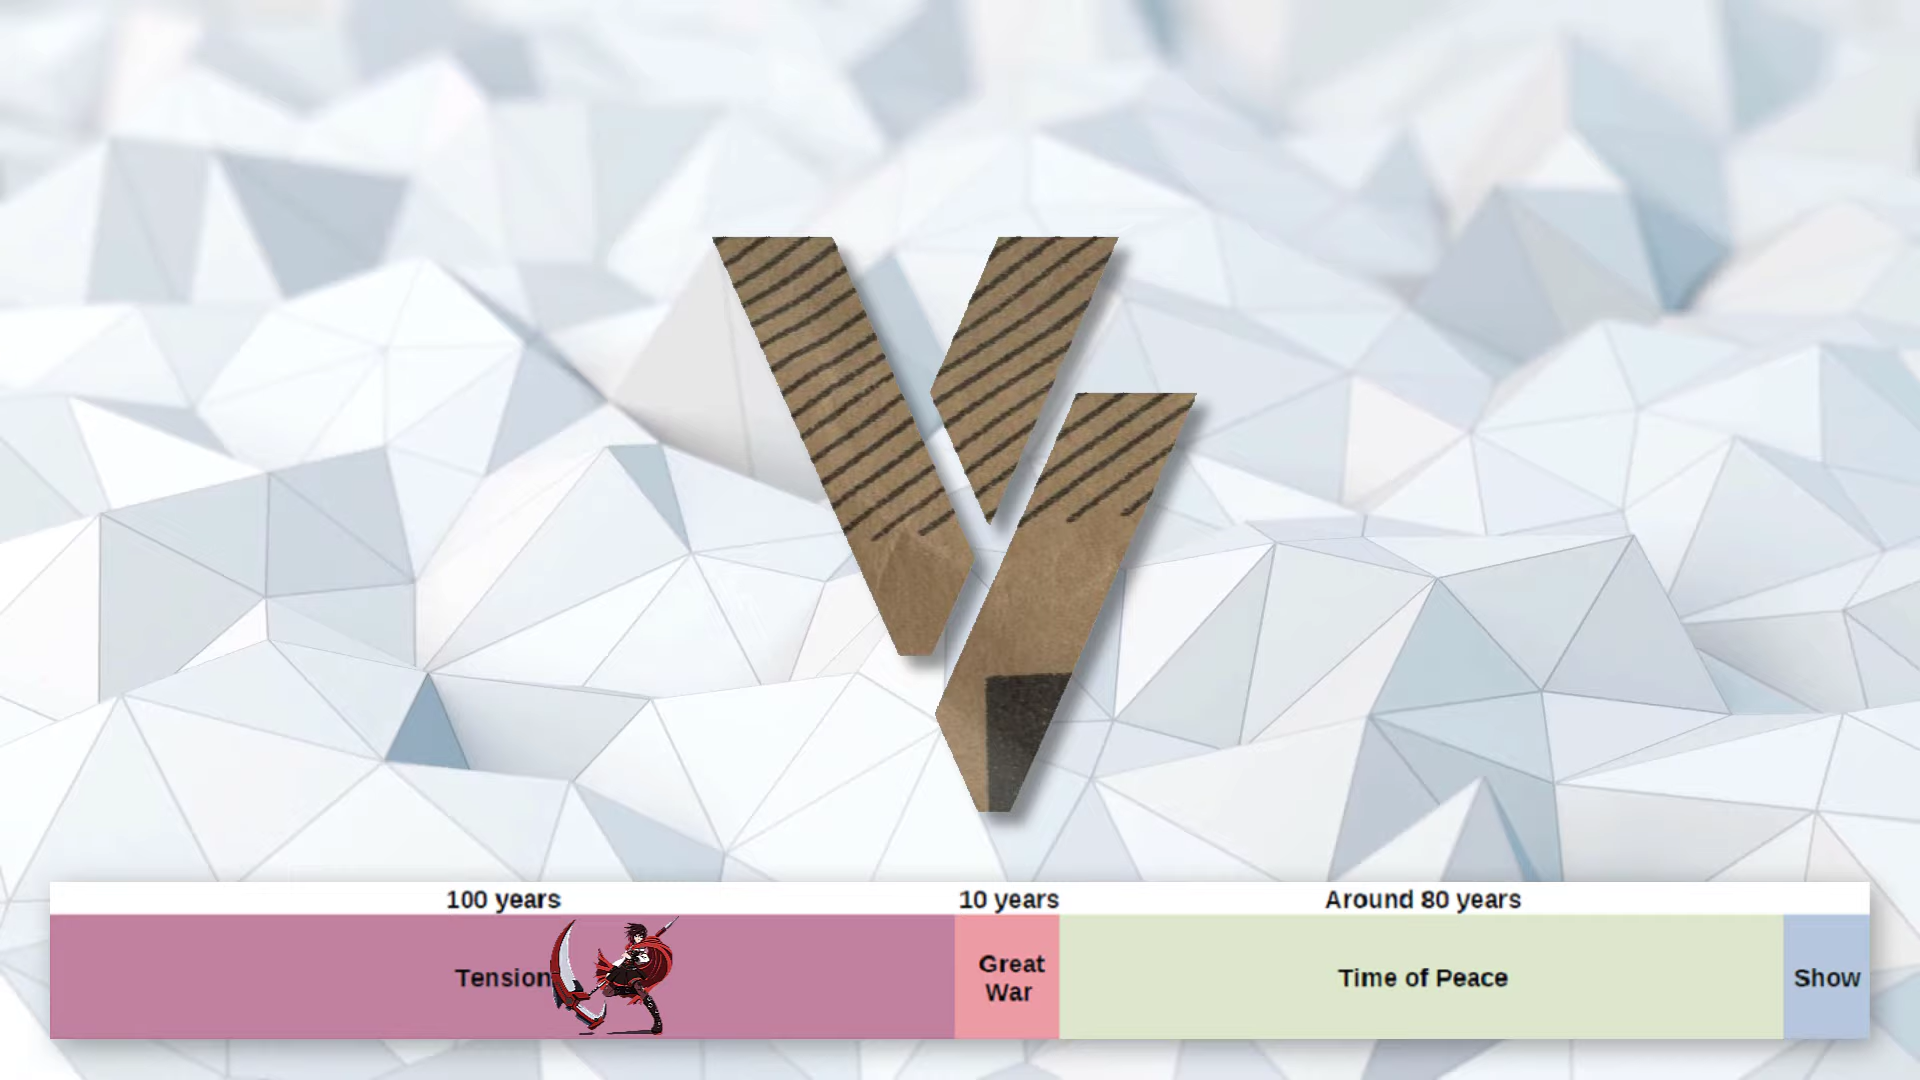 100 years
10 years
Around 80 years
Tension
Great
War
Time of Peace
Show